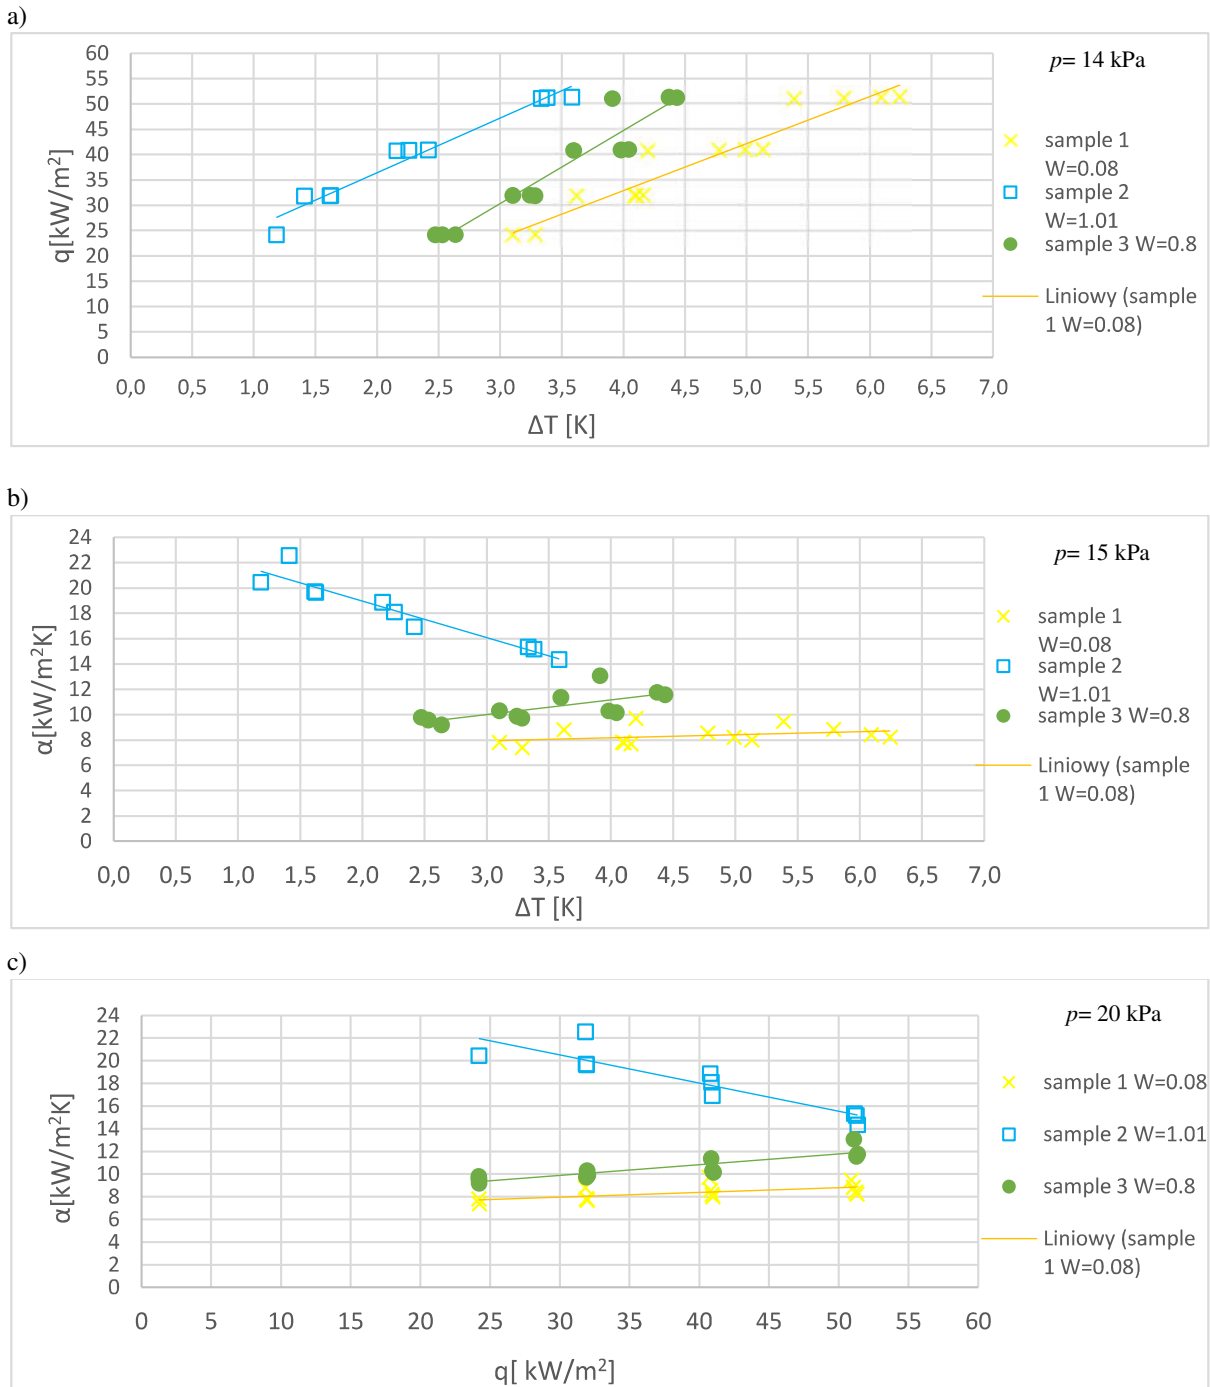 a)
p= 14 kPa
60
55
50
45
40
35
30
25
20
15
10
5
0
q[kW/m²]
0,0 0,5 1,0 1,5 2,0 2,5 3,0 3,5 4,0 4,5 5,0 5,5 6,0 6,5 7,0
ΔT [K]
sample 1
W=0.08
sample 2
W=1.01
sample 3 W=0.8
Liniowy (sample
1 W=0.08)
b)
p= 15 kPa
24
22
20
18
16
14
12
10
8
6
4
2
0
α[kW/m²K]
0,0 0,5 1,0 1,5 2,0 2,5 3,0 3,5 4,0 4,5 5,0 5,5 6,0 6,5 7,0
ΔT [K]
sample 1
W=0.08
sample 2
W=1.01
sample 3 W=0.8
Liniowy (sample
1 W=0.08)
c)
p= 20 kPa
24
22
20
18
16
14
12
10
8
6
4
2
0
α[kW/m²K]
0 5 10 15 20 25 30 35 40 45 50 55 60
q[ kW/m²]
sample 1 W=0.08
sample 2 W=1.01
sample 3 W=0.8
Liniowy (sample
1 W=0.08)